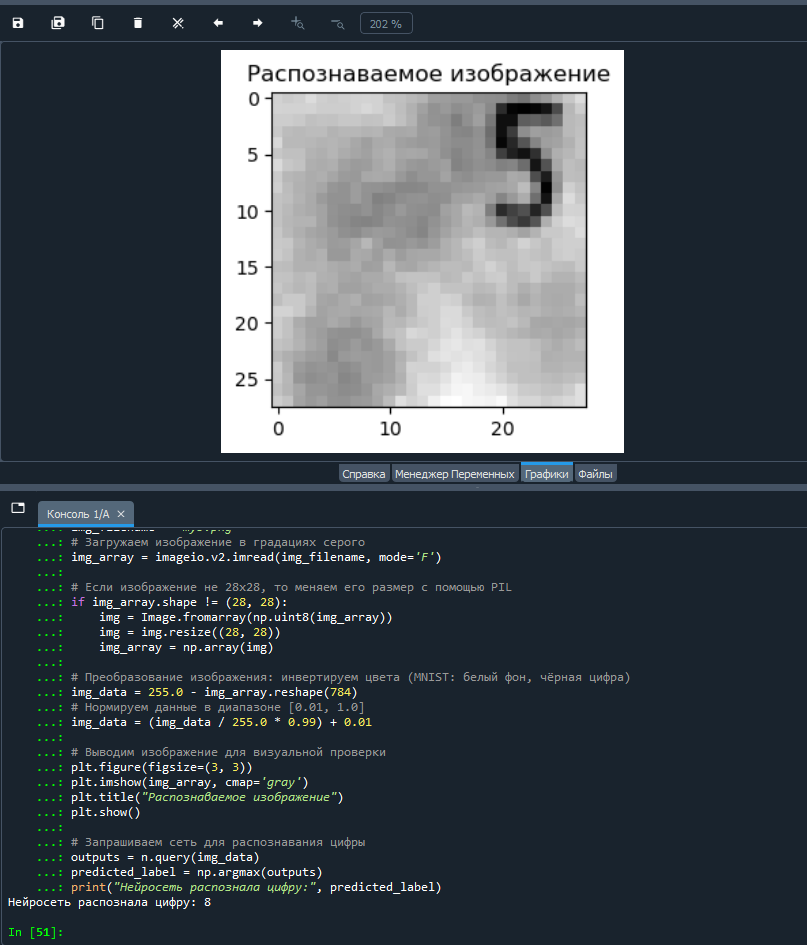 202 %
Распознаваемое изображение
0
5
10
15
20
25
0 10 20
5
Справка Менеджер Переменных Графики Файлы
Консоль 1/A ×
...: # Загружаем изображение в градациях серого
...: img_array = imageio.v2.imread(img_filename, mode='F')
...:
...: # Если изображение не 28x28, то меняем его размер с помощью PIL
...: if img_array.shape != (28, 28):
...:     img = Image.fromarray(np.uint8(img_array))
...:     img = img.resize((28, 28))
...:     img_array = np.array(img)
...:
...: # Преобразование изображения: инвертируем цвета (MNIST: белый фон, чёрная цифра)
...: img_data = 255.0 - img_array.reshape(784)
...: # Нормируем данные в диапазоне [0.01, 1.0]
...: img_data = (img_data / 255.0 * 0.99) + 0.01
...:
...: # Выводим изображение для визуальной проверки
...: plt.figure(figsize=(3, 3))
...: plt.imshow(img_array, cmap='gray')
...: plt.title("Распознаваемое изображение")
...: plt.show()
...:
...: # Запрашиваем сеть для распознавания цифры
...: outputs = n.query(img_data)
...: predicted_label = np.argmax(outputs)
...: print("Нейросеть распознала цифру:", predicted_label)
Нейросеть распознала цифру: 8
In [51]: